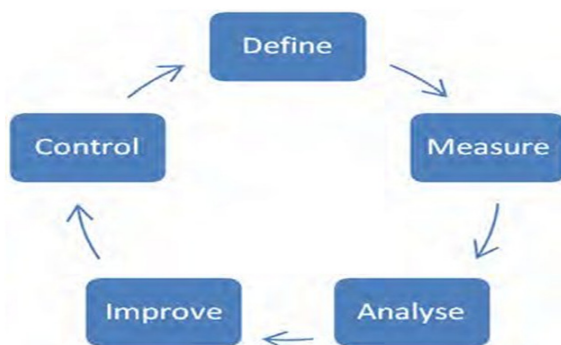 Define
Measure
Analyse
Improve
Control